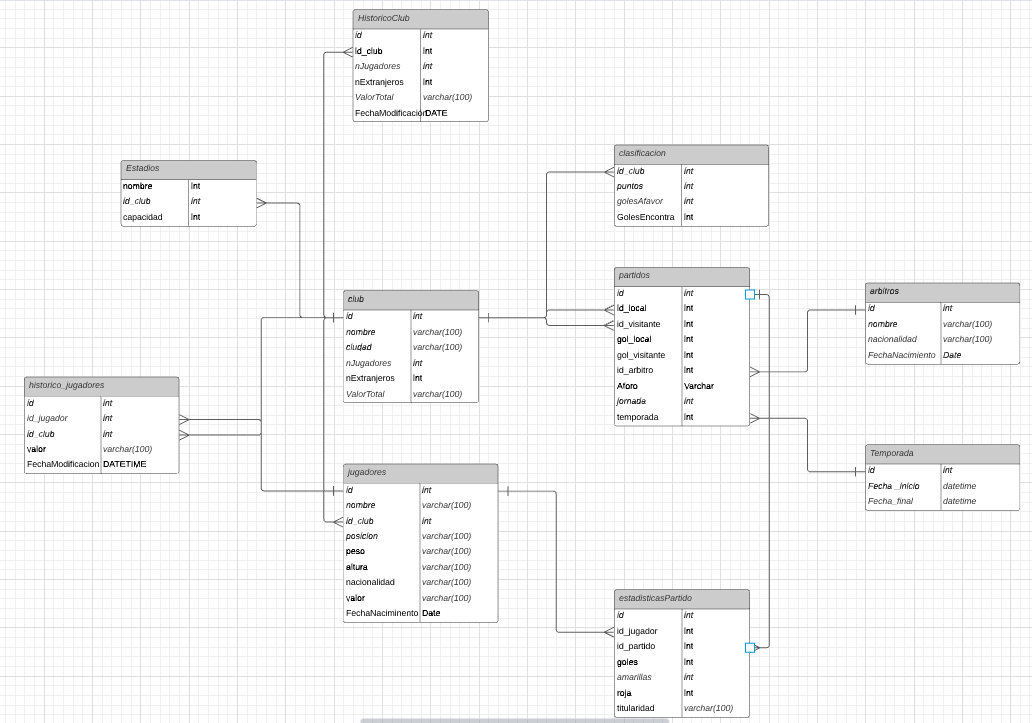 HistoricoClub
id int
id_club int
nJugadores int
nExtranjeros int
ValorTotal varchar(100)
FechaModificacion DATE
Estadios
nombre int
id_club int
capacidad int
clasificacion
id_club int
puntos int
golesAfavor int
GolesEncontra int
club
id int
nombre varchar(100)
ciudad varchar(100)
nJugadores int
nExtranjeros int
ValorTotal varchar(100)
partidos
id int
id_local int
id_visitante int
gol_local int
gol_visitante int
id_arbitro int
Aforo Varchar
jornada int
temporada int
arbitros
id int
nombre varchar(100)
nacionalidad varchar(100)
FechaNacimiento Date
historico_jugadores
id int
id_jugador int
id_club int
valor varchar(100)
FechaModificacion DATETIME
Temporada
id int
Fecha _inicio datetime
Fecha_final datetime
jugadores
id int
nombre varchar(100)
id_club int
posicion varchar(100)
peso varchar(100)
altura varchar(100)
nacionalidad varchar(100)
valor varchar(100)
FechaNaciminento Date
estadisticasPartido
id int
id_jugador int
id_partido int
goles int
amarillas int
roja int
titularidad varchar(100)